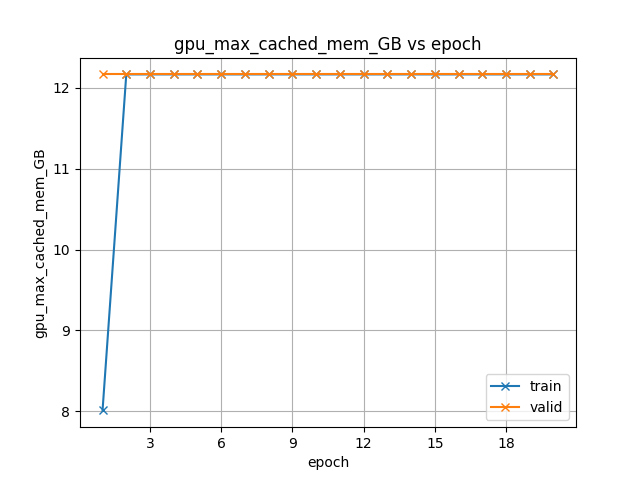 gpu_max_cached_mem_GB vs epoch
gpu_max_cached_mem_GB
12
11
10
9
8
3
6
9
12
15
18
epoch
train
valid